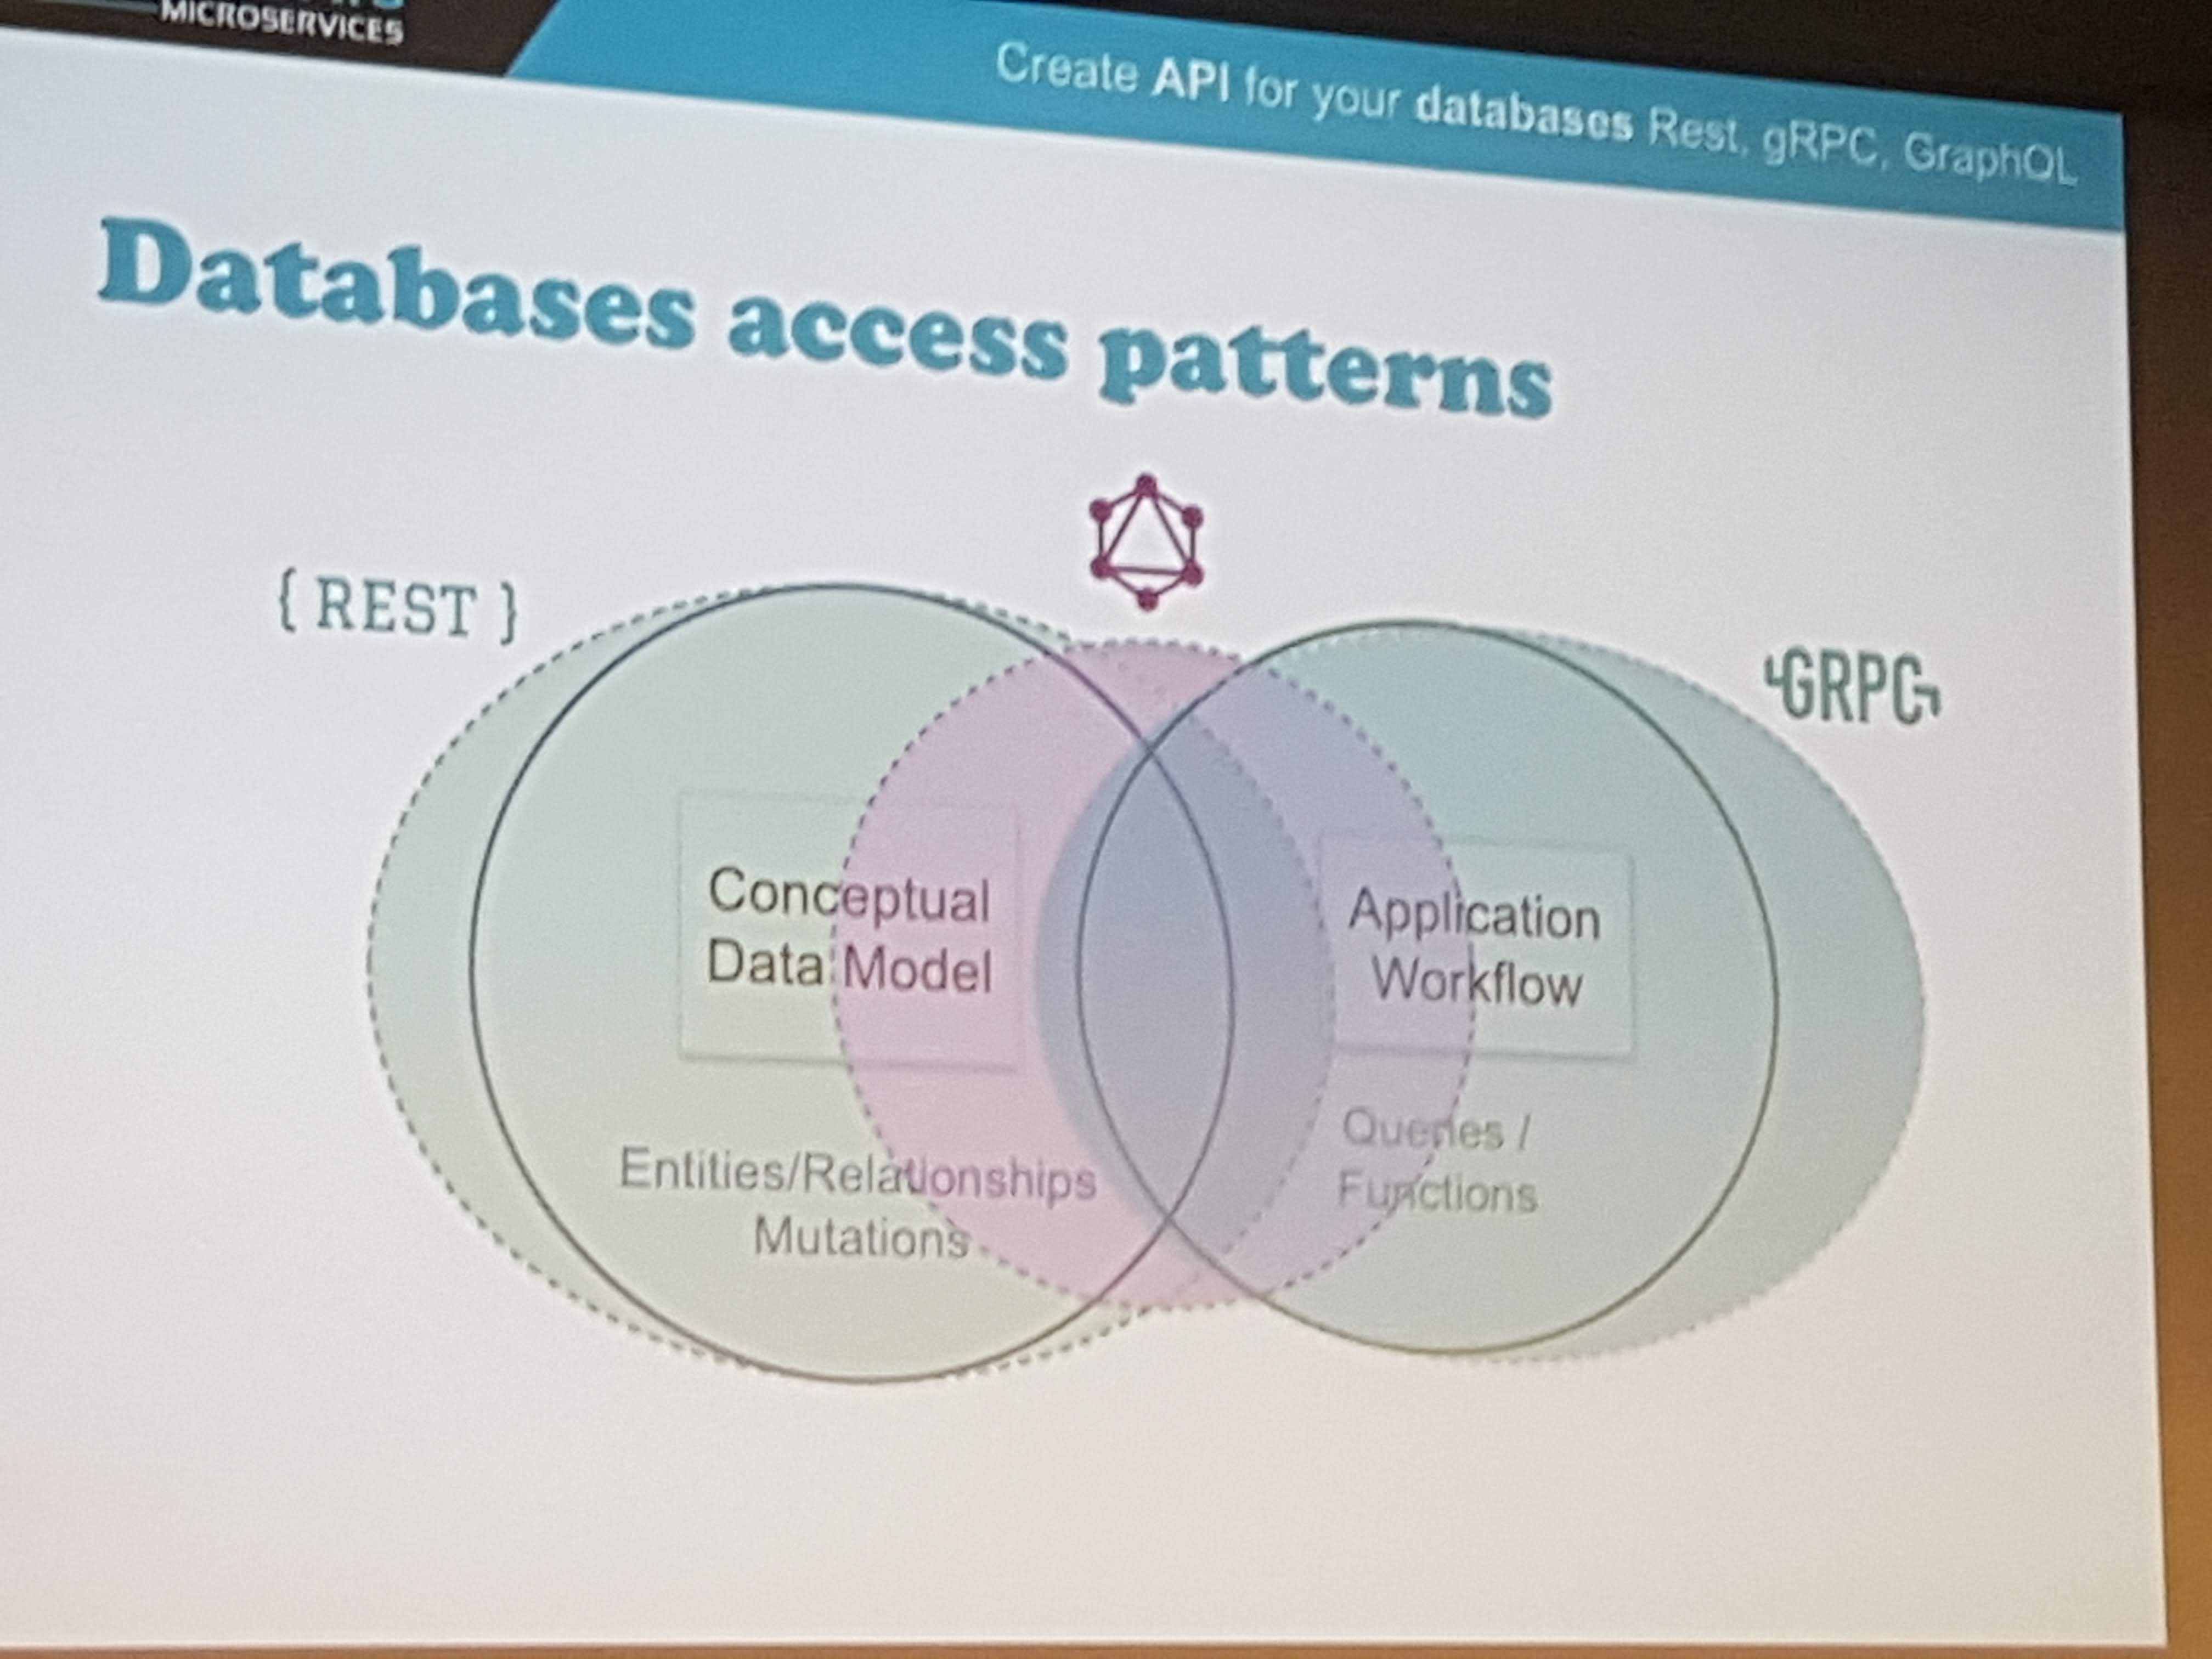 MICROSERVICES
Create API for your databases Rest, gRPC, GraphQL
Databases access patterns
{ REST }
GRPC
Conceptual
Data Model
Application
Workflow
Entities/Relationships
Mutations
Queries /
Functions